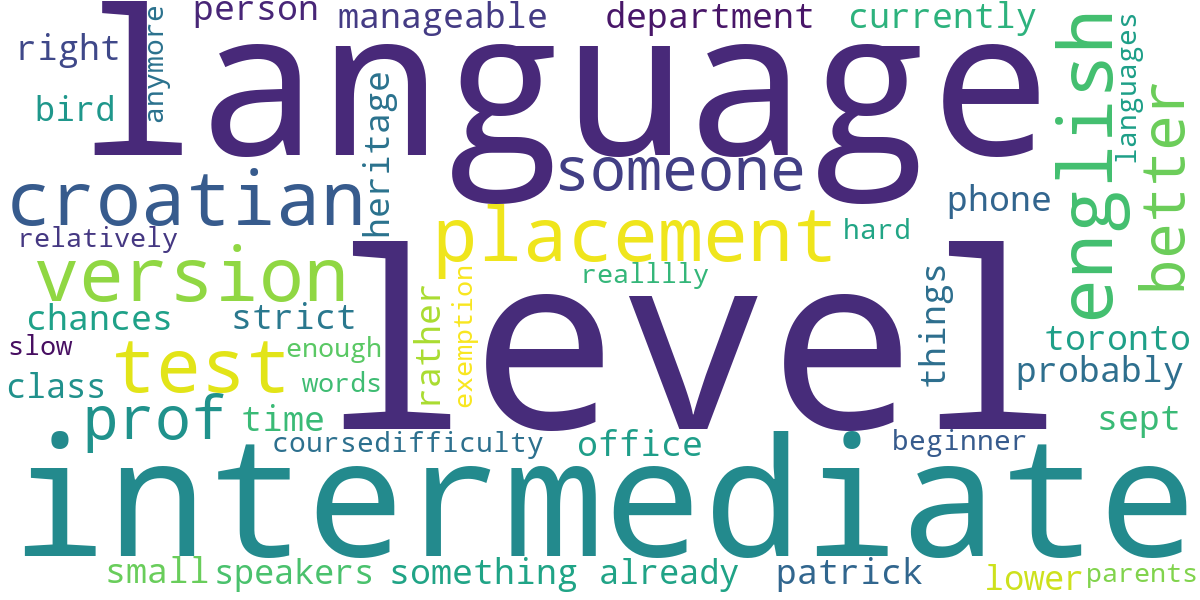 person
manageable
department
currently
right
anymore
language
languages
bird
heritage
english
better
someone
croatian
phone
placement
hard
relatively
version
realllly
level
things
chances
strict
rather
exemption
slow
test
enough
toronto
class
words
probably
prof
time
sept
coursedifficulty
office
beginner
intermediate
small
speakers
something
already
patrick
lower
parents